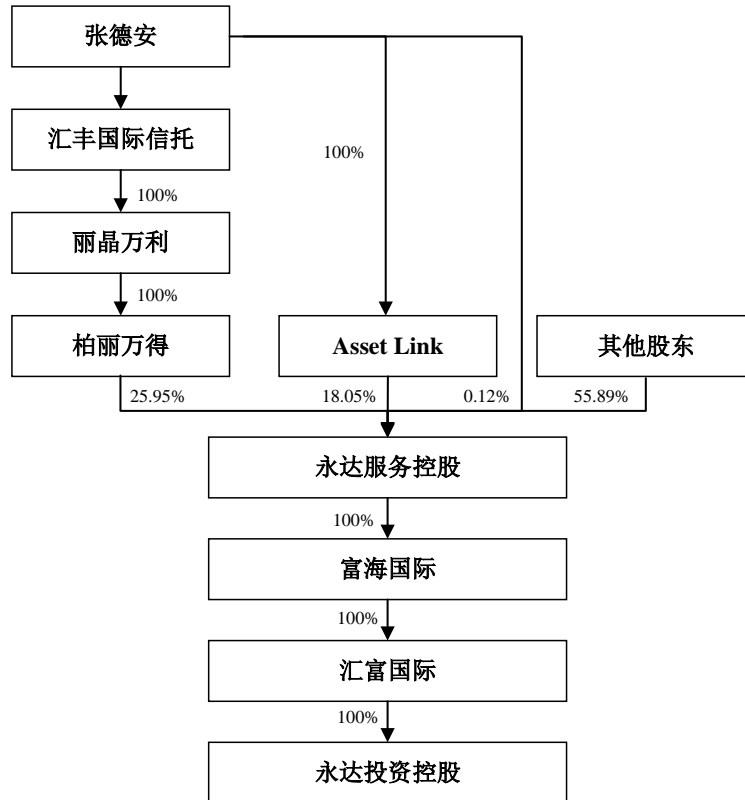 张德安
汇丰国际信托
100%
100%
丽晶万利
100%
柏丽万得
Asset Link
其他股东
25.95%
18.05%
0.12%
55.89%
永达服务控股
100%
富海国际
100%
汇富国际
100%
永达投资控股